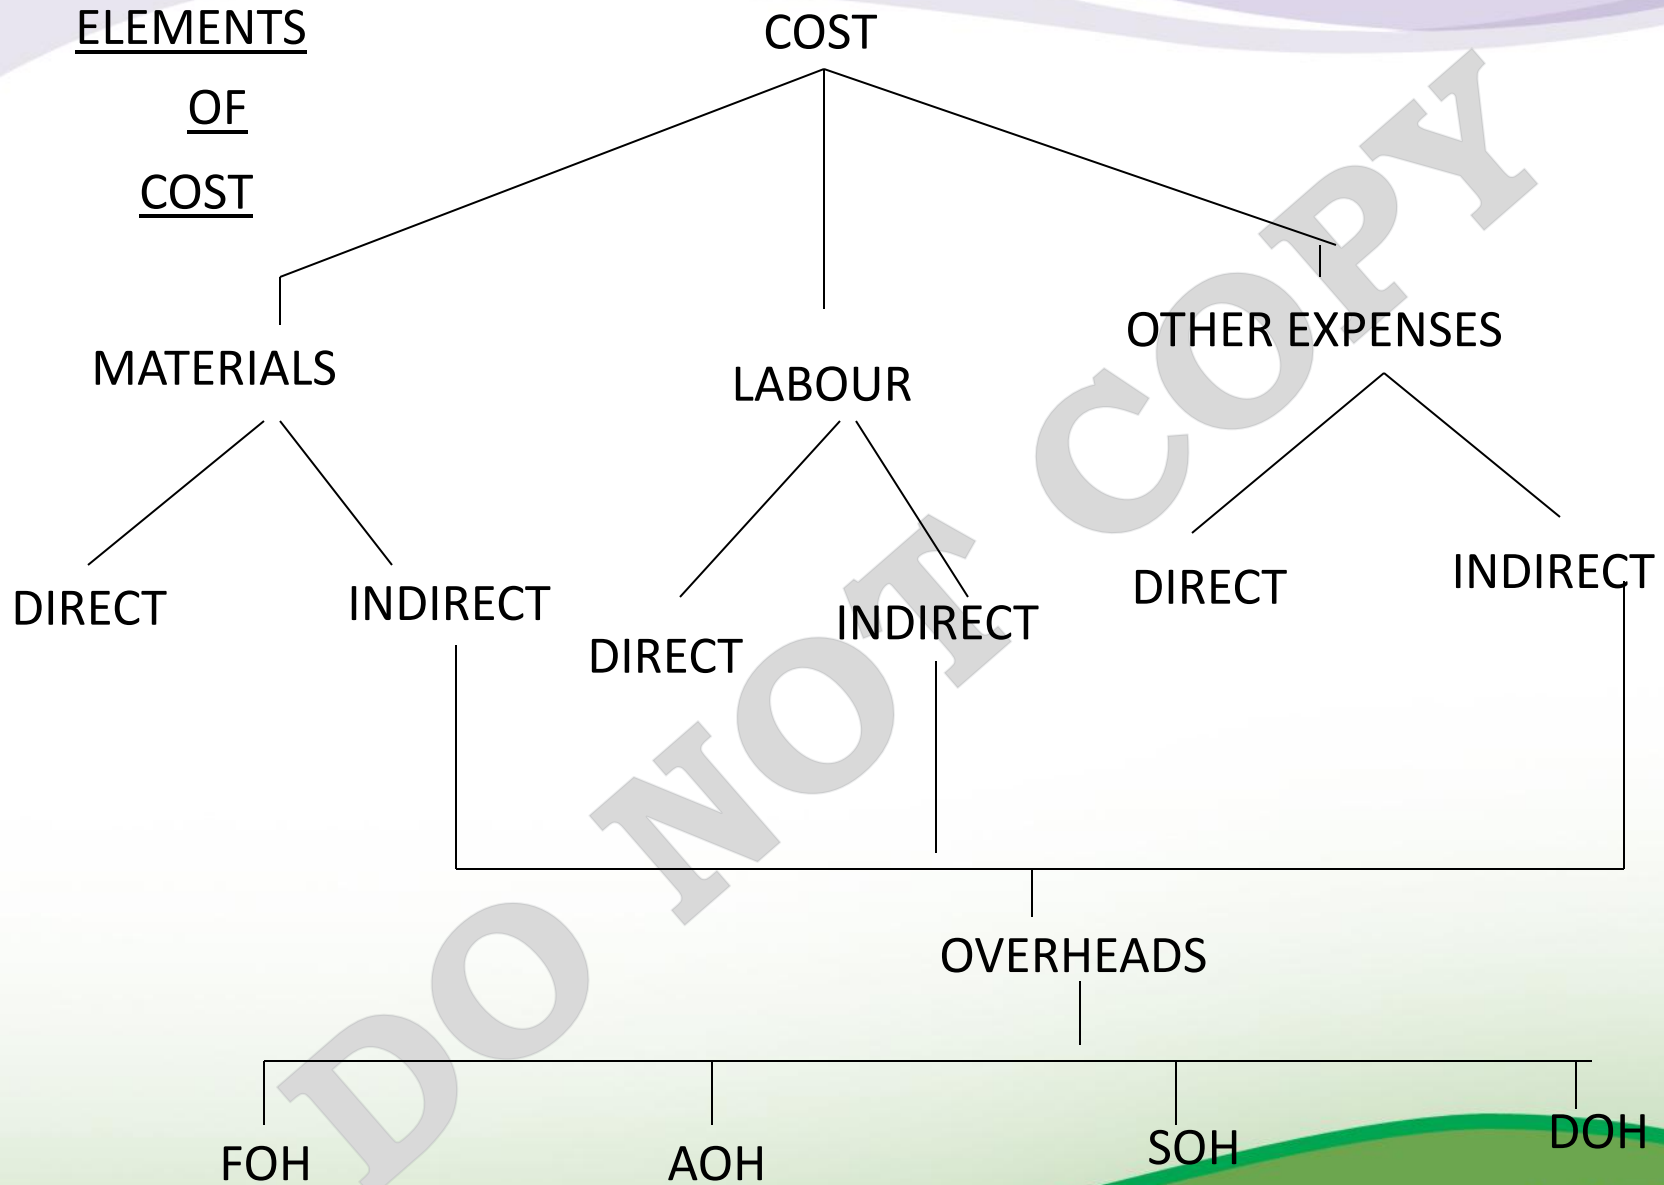 ELEMENTS
OF
COST
COST
MATERIALS
LABOUR
OTHER EXPENSES
DIRECT
INDIRECT
DIRECT
INDIRECT
DIRECT
INDIRECT
OVERHEADS
FOH
AOH
SOH
DOH
DO NOT COPY